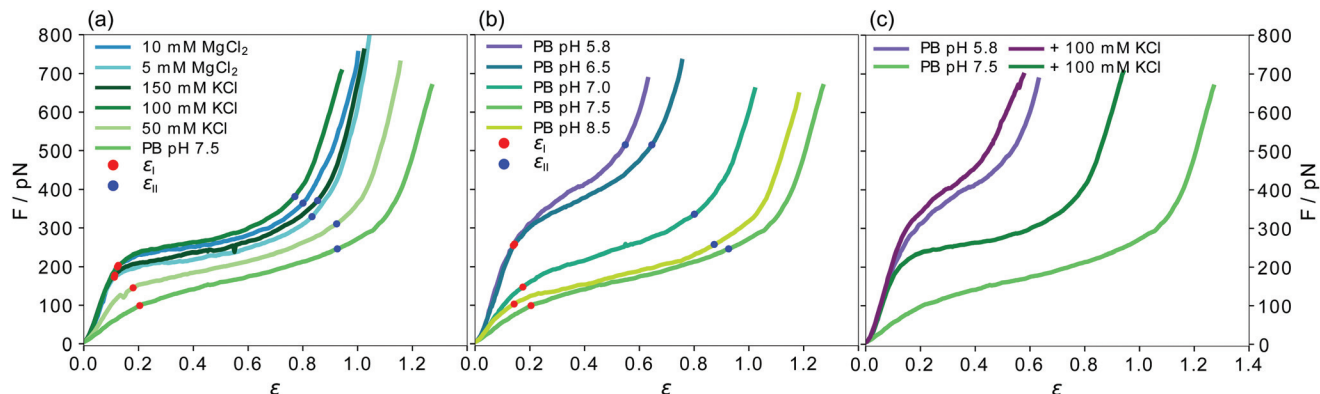 (a)
800
700
600
500
400
300
200
100
0
F / pN
10 mM MgCl₂
5 mM MgCl₂
150 mM KCl
100 mM KCl
50 mM KCl
PB pH 7.5
εI
εII
0.0 0.2 0.4 0.6 0.8 1.0 1.2
ε
(b)
PB pH 5.8
PB pH 6.5
PB pH 7.0
PB pH 7.5
PB pH 8.5
εI
εII
0.0 0.2 0.4 0.6 0.8 1.0 1.2
ε
(c)
PB pH 5.8 + 100 mM KCl
PB pH 7.5 + 100 mM KCl
800
700
600
500
400
300
200
100
0
F / pN
0.0 0.2 0.4 0.6 0.8 1.0 1.2 1.4
ε